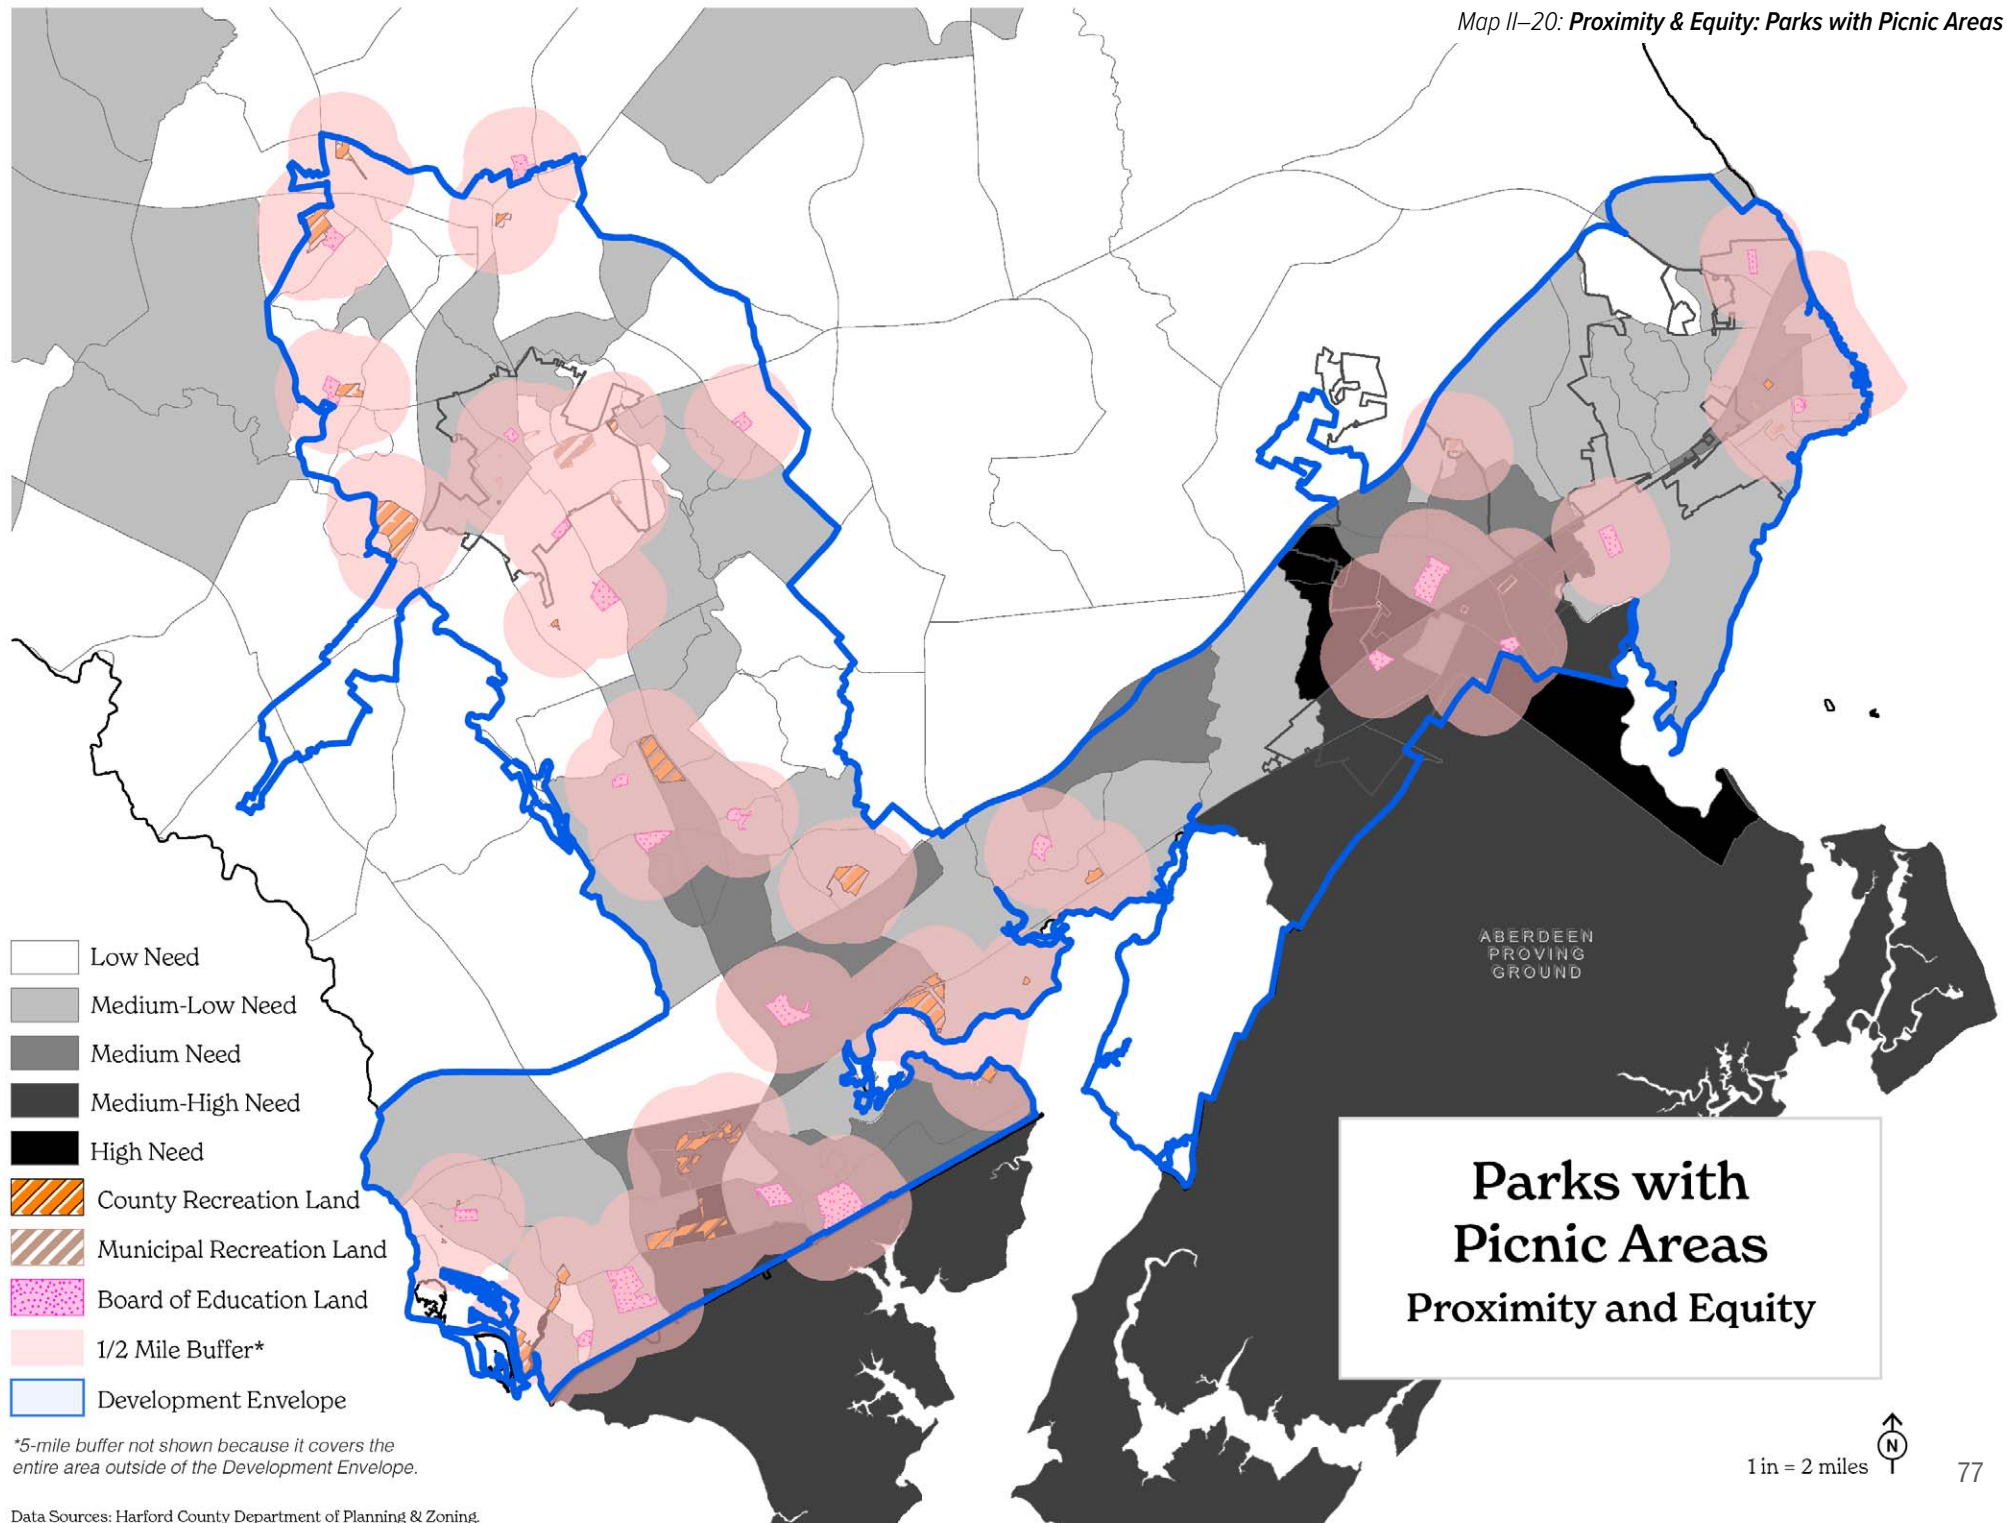 Map II–20: Proximity & Equity: Parks with Picnic Areas
ABERDEEN
PROVING
GROUND
Low Need
Medium-Low Need
Medium Need
Medium-High Need
High Need
County Recreation Land
Municipal Recreation Land
Board of Education Land
1/2 Mile Buffer*
Development Envelope
*5-mile buffer not shown because it covers the
entire area outside of the Development Envelope.
Data Sources: Harford County Department of Planning & Zoning.
Parks with
Picnic Areas
Proximity and Equity
1 in = 2 miles
N
77